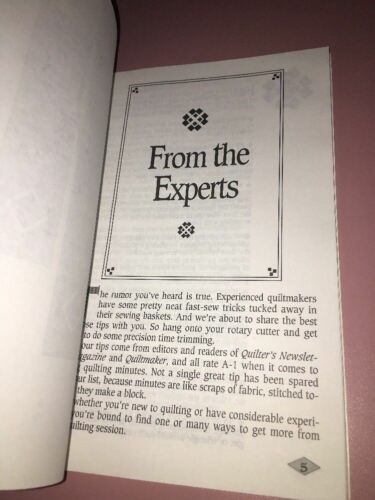 From the
Experts
he rumor you've heard is true. Experienced quiltmakers
have some pretty neat fast-sew tricks tucked away in
their sewing baskets. And we're about to share the best
se tips with you. So hang onto your rotary cutter and get
to do some precision time trimming.
ur tips come from editors and readers of Quilter's Newslet-
agazine and Quiltmaker, and all rate A-1 when it comes to
quilting minutes. Not a single great tip has been spared
ur list, because minutes are like scraps of fabric, stitched to-
they make a block.
whether you're new to quilting or have considerable experi-
you're bound to find one or many ways to get more from
uilting session.
5